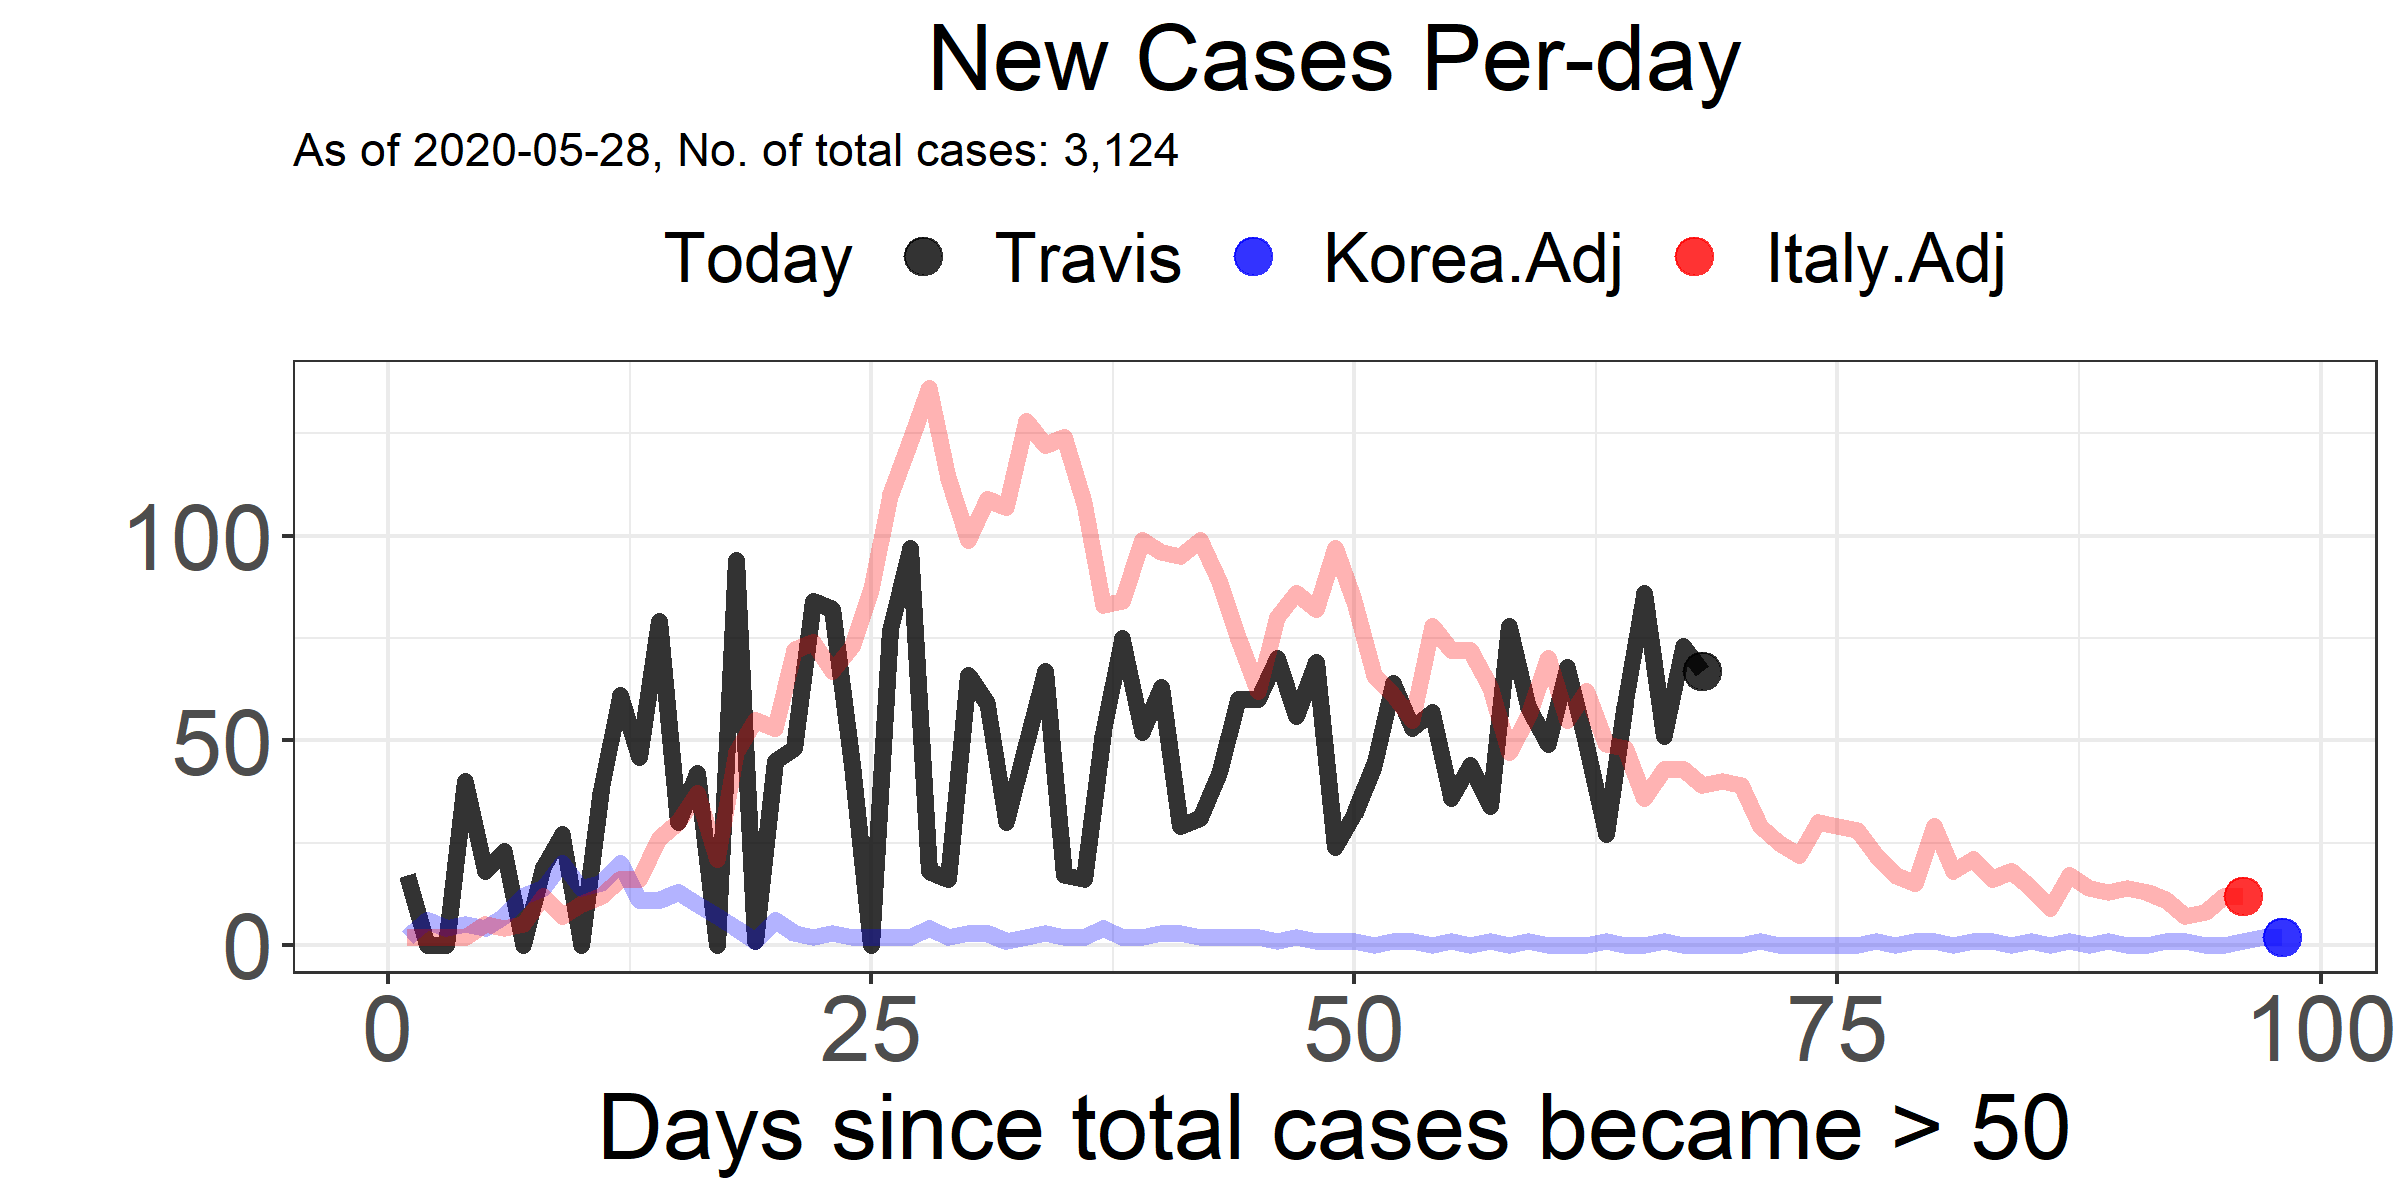 New Cases Per-day
As of 2020-05-28, No. of total cases: 3,124
Today Travis Korea.Adj Italy.Adj
100
50
0
0 25 50 75 100
Days since total cases became > 50